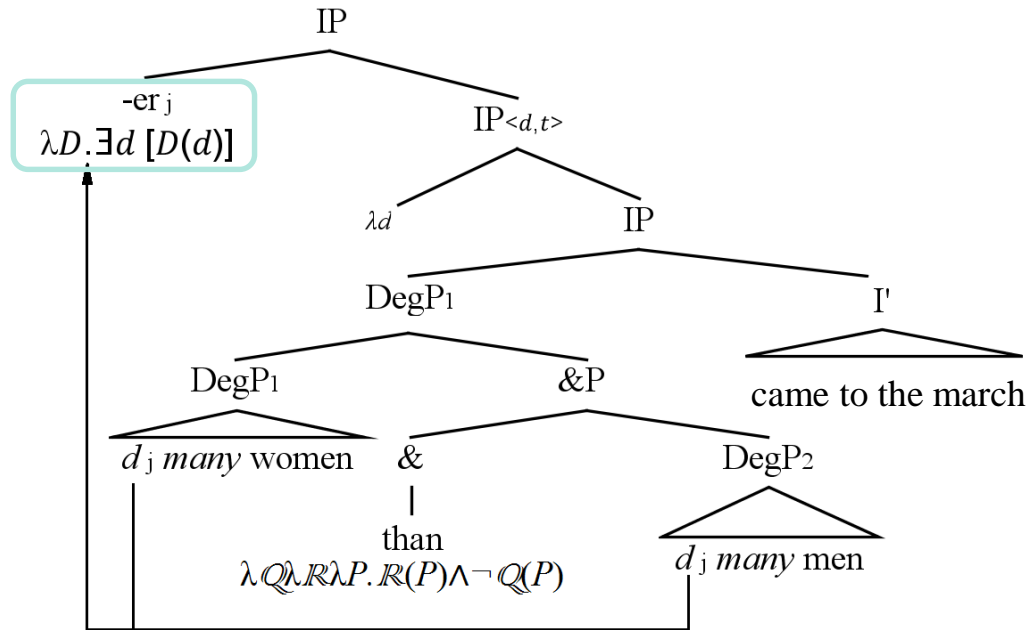 IP
-er j
λD.∃d [D(d)]
IP<d,t>
λd
IP
DegP1
I'
DegP1
&P
came to the march
d j many women
&
DegP2
than
λℚλℝλP.ℝ(P)∧¬ℚ(P)
d j many men